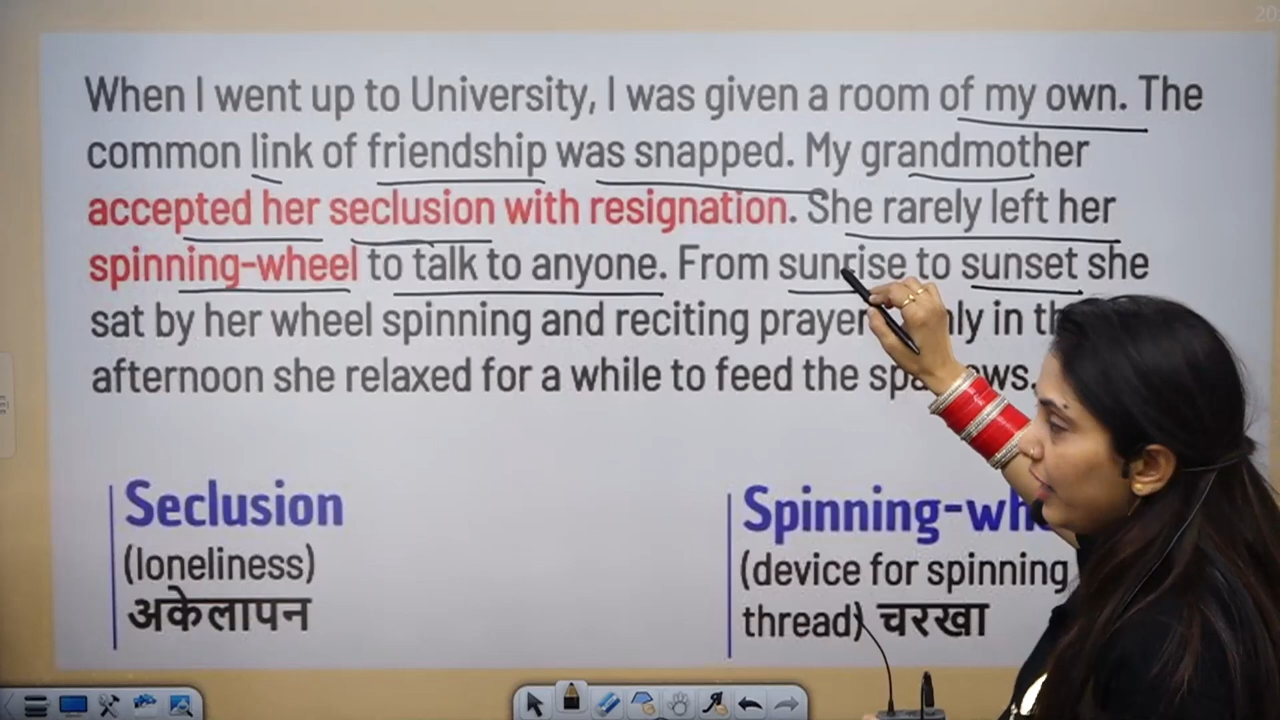 When I went up to University, I was given a room of my own. The
common link of friendship was snapped. My grandmother
accepted her seclusion with resignation. She rarely left her
spinning-wheel to talk to anyone. From sunrise to sunset she
sat by her wheel spinning and reciting
afternoon she relaxed for a while to feed the
Seclusion
(loneliness)
अकेलापन
(device for spinning
thread) चरखा